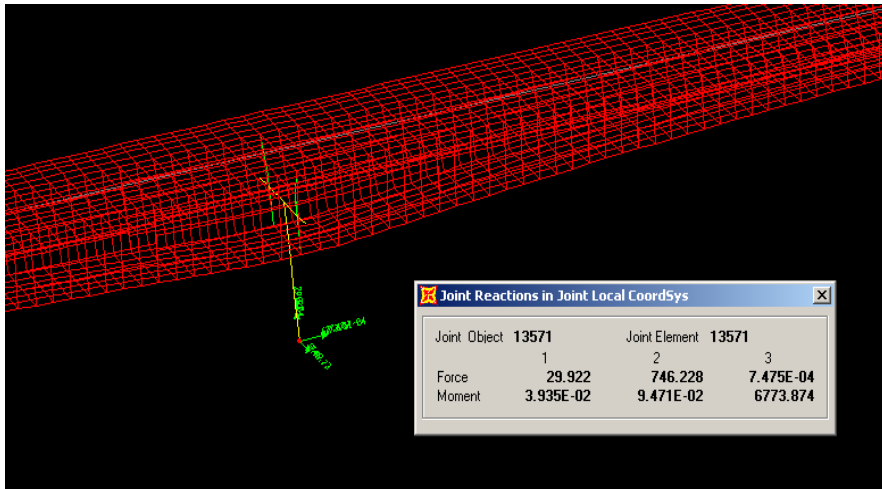 Joint Reactions in Joint Local CoordSys
Joint Object 13571 Joint Element 13571
1 2 3
Force 29.922 746.228 7.475E-04
Moment 3.935E-02 9.471E-02 6773.874